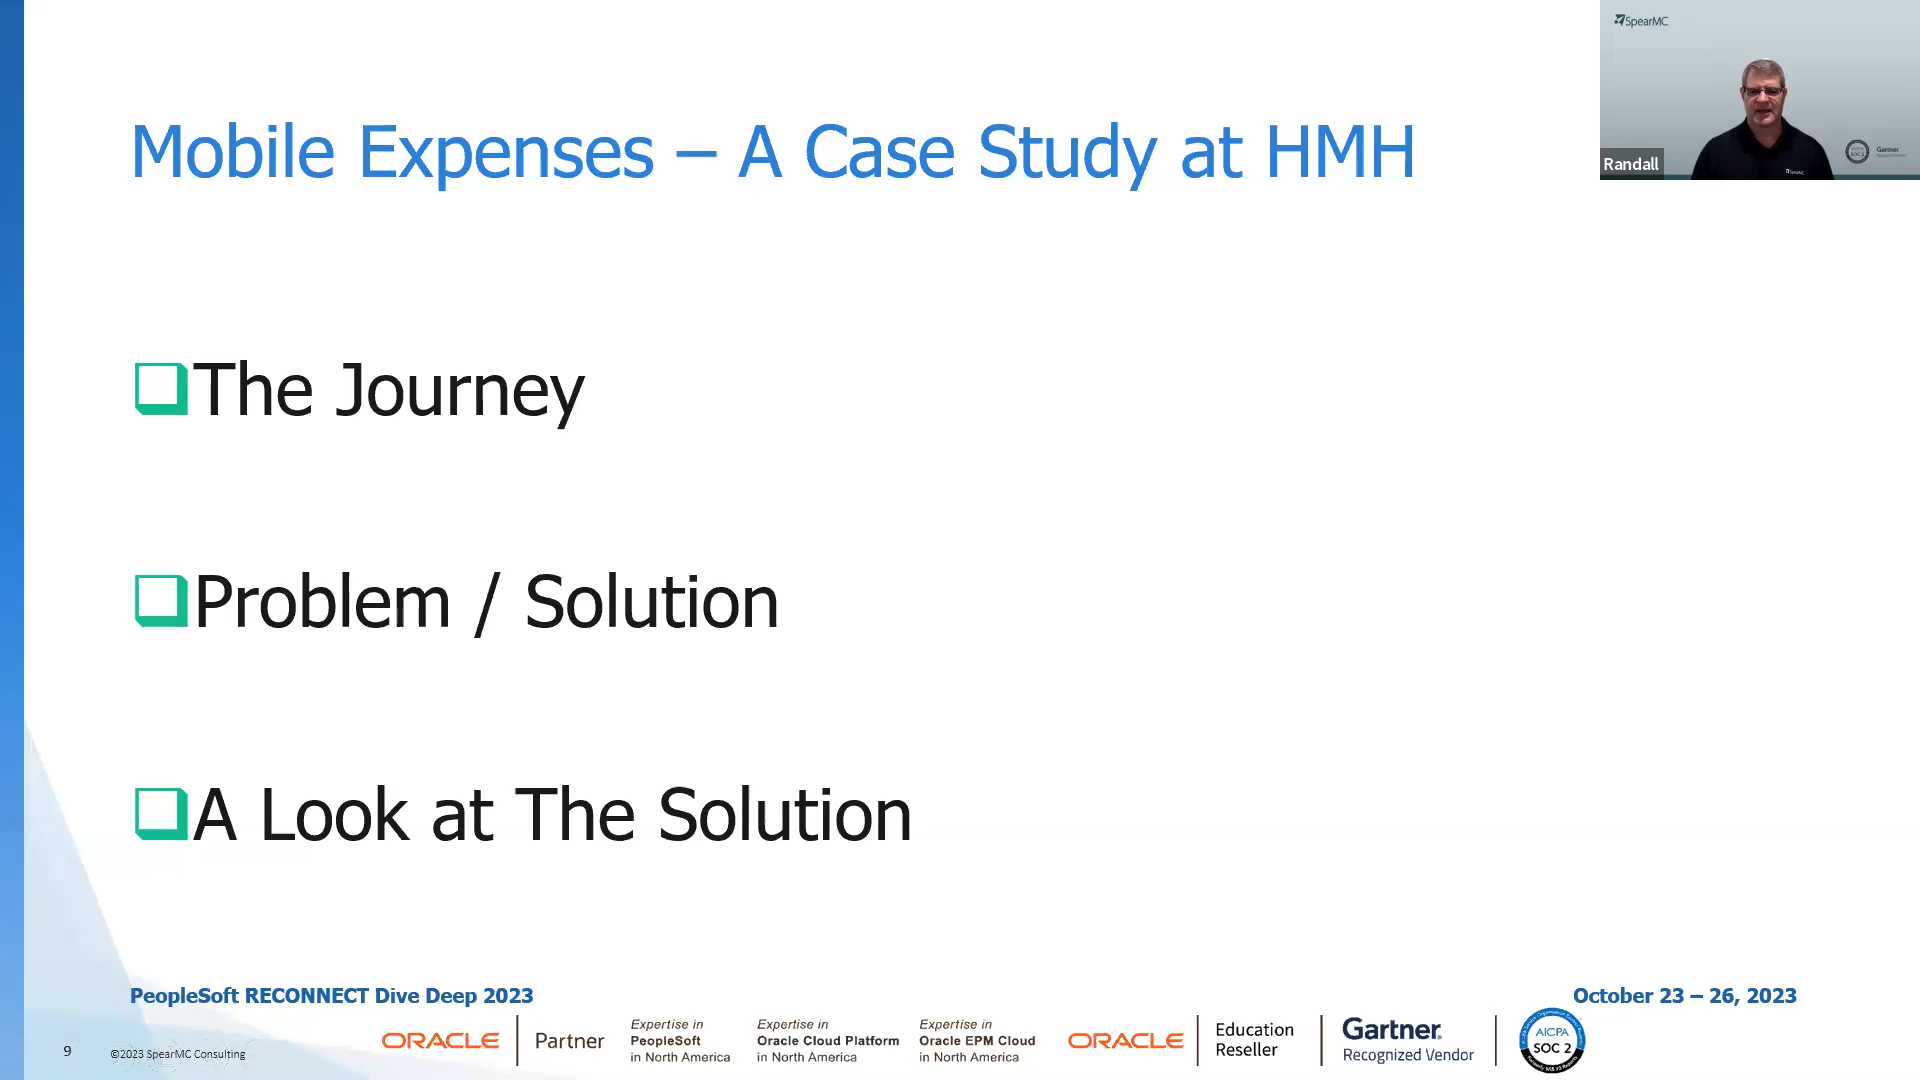 SpearMC
Randall
Gartner
Mobile Expenses – A Case Study at HMH
The Journey
Problem / Solution
A Look at The Solution
PeopleSoft RECONNECT Dive Deep 2023
October 23 – 26, 2023
9
©2023 SpearMC Consulting
ORACLE
Partner
Expertise in
PeopleSoft
in North America
Expertise in
Oracle Cloud Platform
in North America
Expertise in
Oracle EPM Cloud
in North America
ORACLE
Education
Reseller
Gartner
Recognized Vendor
AICPA
SOC 2